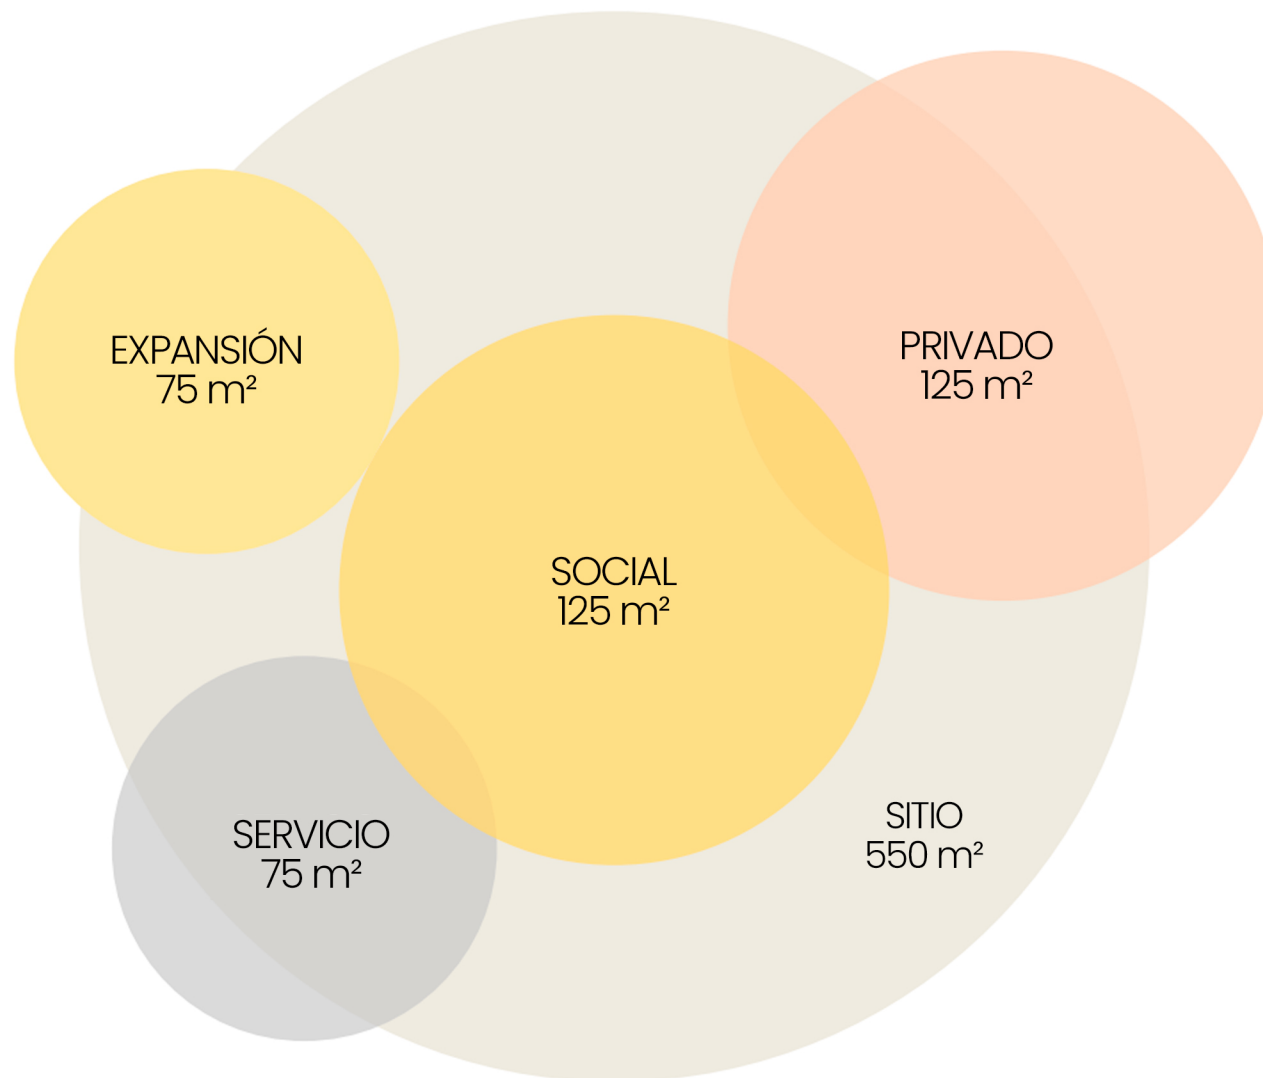 EXPANSIÓN
75 m²
PRIVADO
125 m²
SOCIAL
125 m²
SERVICIO
75 m²
SITIO
550 m²